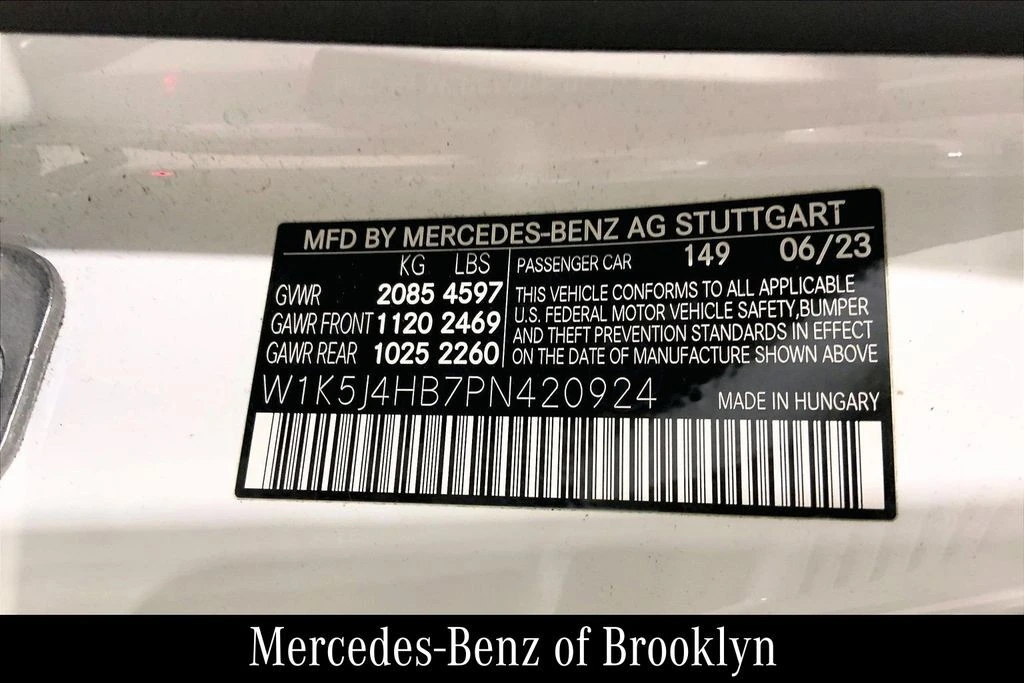 MFD BY MERCEDES-BENZ AG STUTTGART
KG LBS
GVWR 2085 4597
GAWR FRONT 1120 2469
GAWR REAR 1025 2260
PASSENGER CAR 149 06/23
THIS VEHICLE CONFORMS TO ALL APPLICABLE
U.S. FEDERAL MOTOR VEHICLE SAFETY,BUMPER
AND THEFT PREVENTION STANDARDS IN EFFECT
ON THE DATE OF MANUFACTURE SHOWN ABOVE
W1K5J4HB7PN420924
MADE IN HUNGARY
Mercedes-Benz of Brooklyn